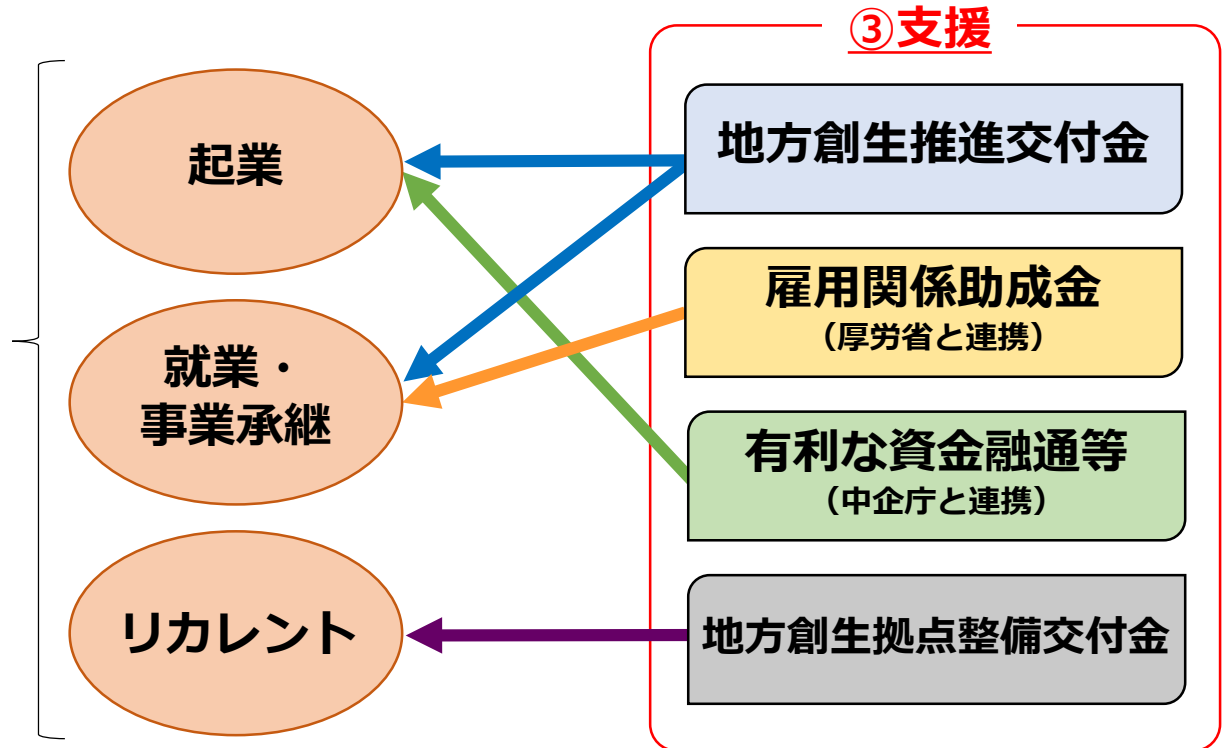 ③支援
起業
就業・
事業承継
リカレント
地方創生推進交付金
雇用関係助成金
（厚労省と連携）
有利な資金融通等
（中企庁と連携）
地方創生拠点整備交付金